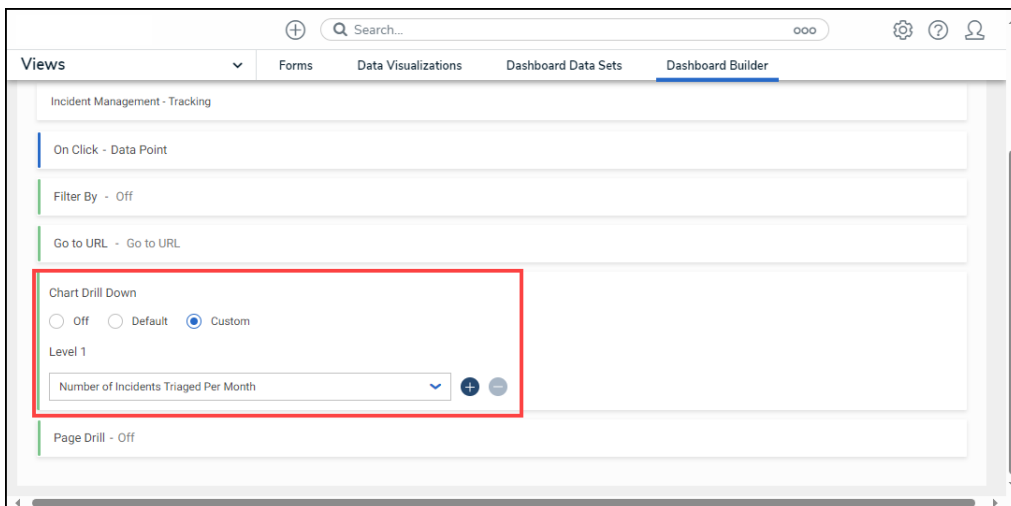 Search...
Views
Forms Data Visualizations Dashboard Data Sets Dashboard Builder
Incident Management - Tracking
On Click - Data Point
Filter By - Off
Go to URL - Go to URL
Chart Drill Down
Off Default Custom
Level 1
Number of Incidents Triaged Per Month
Page Drill - Off